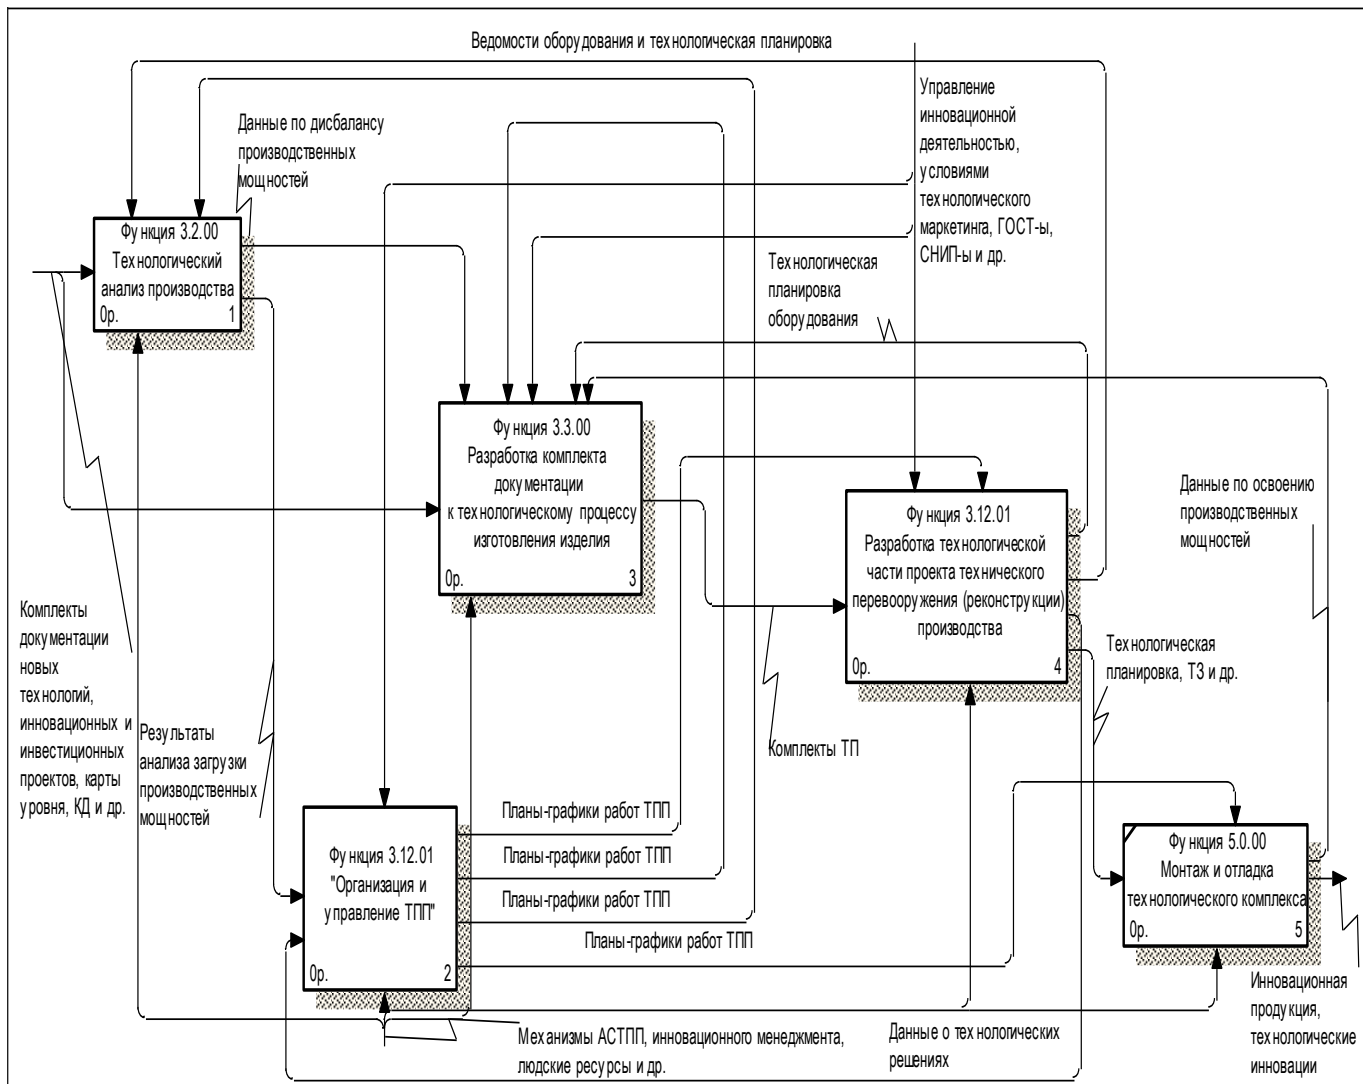 Ведомости оборудования и технологическая планировка
Управление
инновационной
деятельностью,
условиями
технологического
маркетинга, ГОСТ-ы,
СНИП-ы и др.
Данные по дисбалансу
производственных
мощностей
Функция 3.2.00
Технологический
анализ производства
0р. 1
Технологическая
планировка
оборудования
Функция 3.3.00
Разработка комплекта
документации
к технологическому процессу
изготовления изделия
0р. 3
Функция 3.12.01
Разработка технологической
части проекта технического
перевооружения (реконструкции)
производства
0р. 4
Данные по освоению
производственных
мощностей
Комплекты
документации
новых
технологий,
инновационных и
инвестиционных
проектов, карты
уровня, КД и др.
Результаты
анализа загрузки
производственных
мощностей
Комплекты ТП
Технологическая
планировка, ТЗ и др.
Функция 3.12.01
"Организация и
управление ТПП"
0р. 2
Планы-графики работ ТПП
Планы-графики работ ТПП
Планы-графики работ ТПП
Планы-графики работ ТПП
Функция 5.0.00
Монтаж и отладка
технологического комплекса
0р. 5
Механизмы АСТПП, инновационного менеджмента,
людские ресурсы и др.
Данные о технологических
решениях
Инновационная
продукция,
технологические
инновации